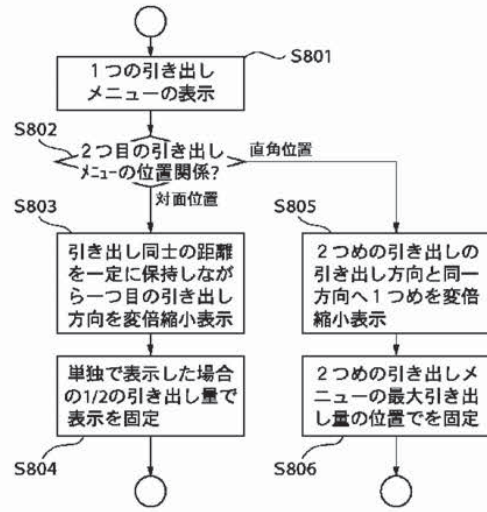 S801
1つの引き出し
メニューの表示
S802
2つ目の引き出し
メニューの位置関係?
直角位置
対面位置
S803
引き出し同士の距離
を一定に保持しなが
ら一つ目の引き出し
方向を変倍縮小表示
単独で表示した場合
の1/2の引き出し量で
表示を固定
S804
S805
2つめの引き出しの
引き出し方向と同一
方向へ1つめを変倍
縮小表示
2つめの引き出しメ
ニューの最大引き出
し量の位置でを固定
S806